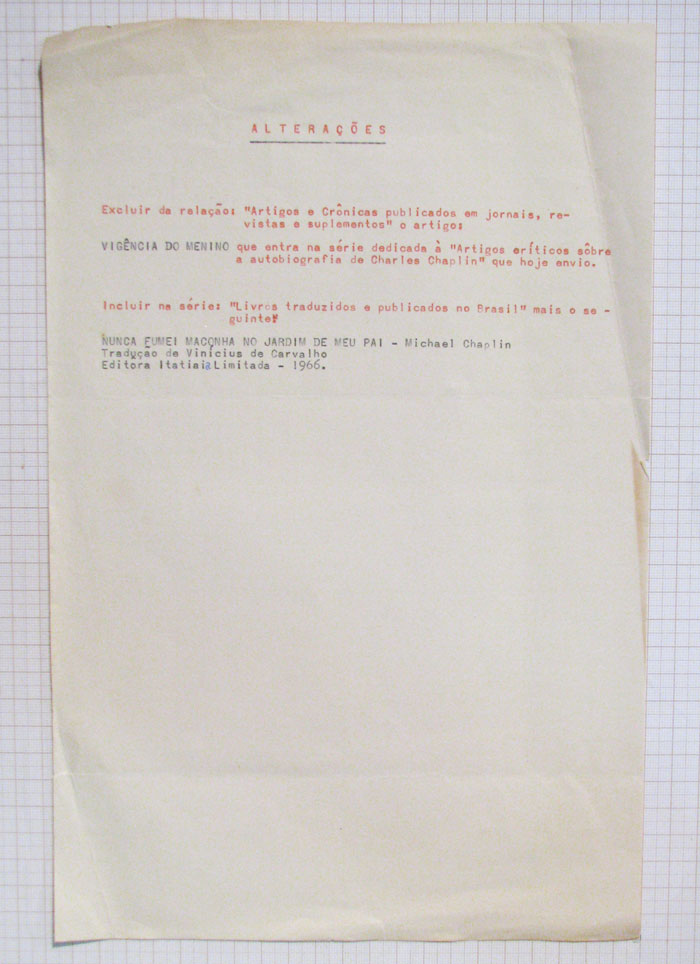 ALTERAÇÕES
Excluir da relação: "Artigos e Crônicas publicados em jornais, re-
vistas e suplementos" o artigo:
VIGÊNCIA DO MENINO que entra na série dedicada à "Artigos críticos sôbre
a autobiografia de Charles Chaplin" que hoje envio.
Incluir na série: "Livros traduzidos e publicados no Brasil" mais o se -
guinte:
NUNCA FUMEI MACONHA NO JARDIM DE MEU PAI - Michael Chaplin
Tradução de Vinícius de Carvalho
Editora Itatiaia Limitada - 1966.